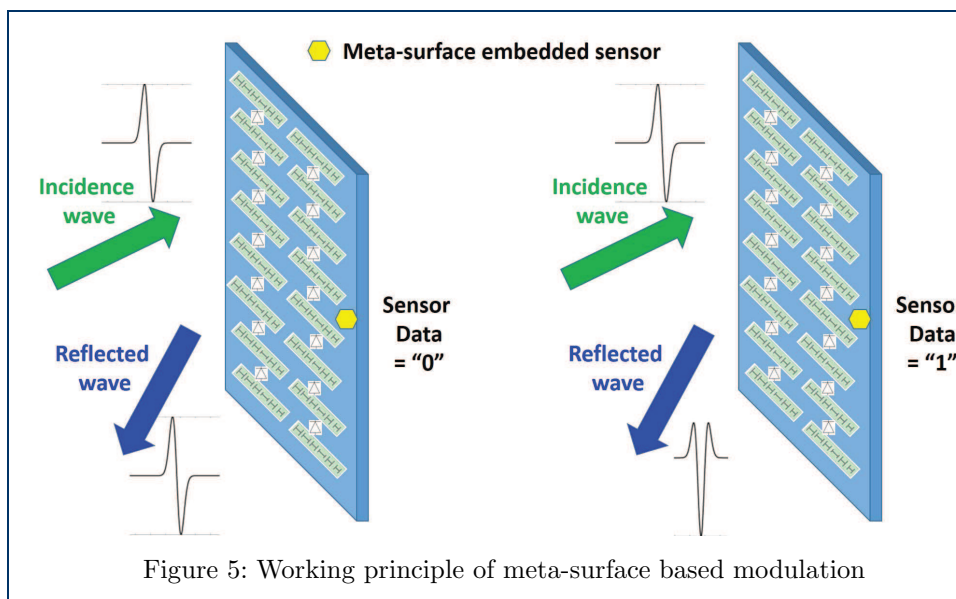 Meta-surface embedded sensor
Incidence
wave
Reflected
wave
Sensor
Data
= “0”
Incidence
wave
Reflected
wave
Senso
Data
= “1”
Figure 5: Working principle of meta-surface based modulation